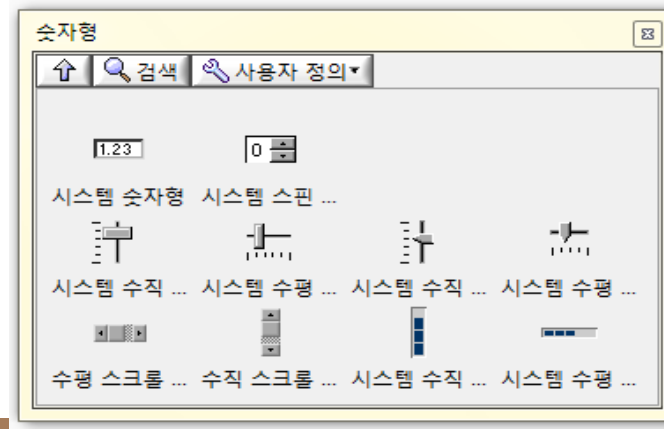 숫자형
검색 사용자 정의
1.23 0
시스템 숫자형 시스템 스핀 ...
시스템 수직 ... 시스템 수평 ... 시스템 수직 ... 시스템 수평 ...
수평 스크롤 ... 수직 스크롤 ... 시스템 수직 ... 시스템 수평 ...